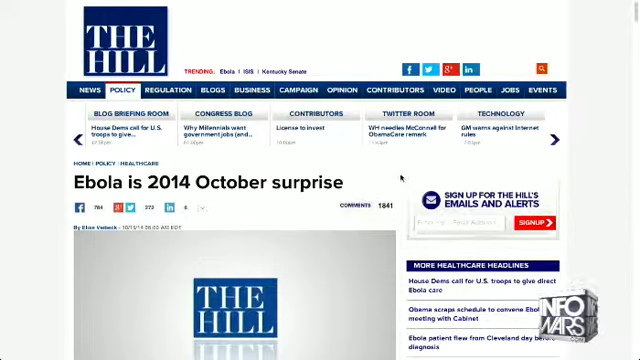 THE
HILL
TRENDING: Ebola | ISIS | Kentucky Senate
NEWS POLICY REGULATION BLOGS BUSINESS CAMPAIGN OPINION CONTRIBUTORS VIDEO PEOPLE JOBS EVENTS
BLOG BRIEFING ROOM CONGRESS BLOG CONTRIBUTORS TWITTER ROOM TECHNOLOGY
House Dems call for U.S. troops to give...
Why Millennials want government jobs (and...
License to invest
WH needles McConnell for ObamaCare remark
GM warns against Internet rules
HOME | POLICY | HEALTHCARE
Ebola is 2014 October surprise
COMMENTS 1841
SIGN UP FOR THE HILL'S
EMAILS AND ALERTS
SIGNUP
By Elise Viebeck
MORE HEALTHCARE HEADLINES
House Dems call for U.S. troops to give direct
Ebola care
Obama scraps schedule to convene
meeting with Cabinet
Ebola patient flew from Cleveland day
diagnosis
THE
HILL
INFO
WARS